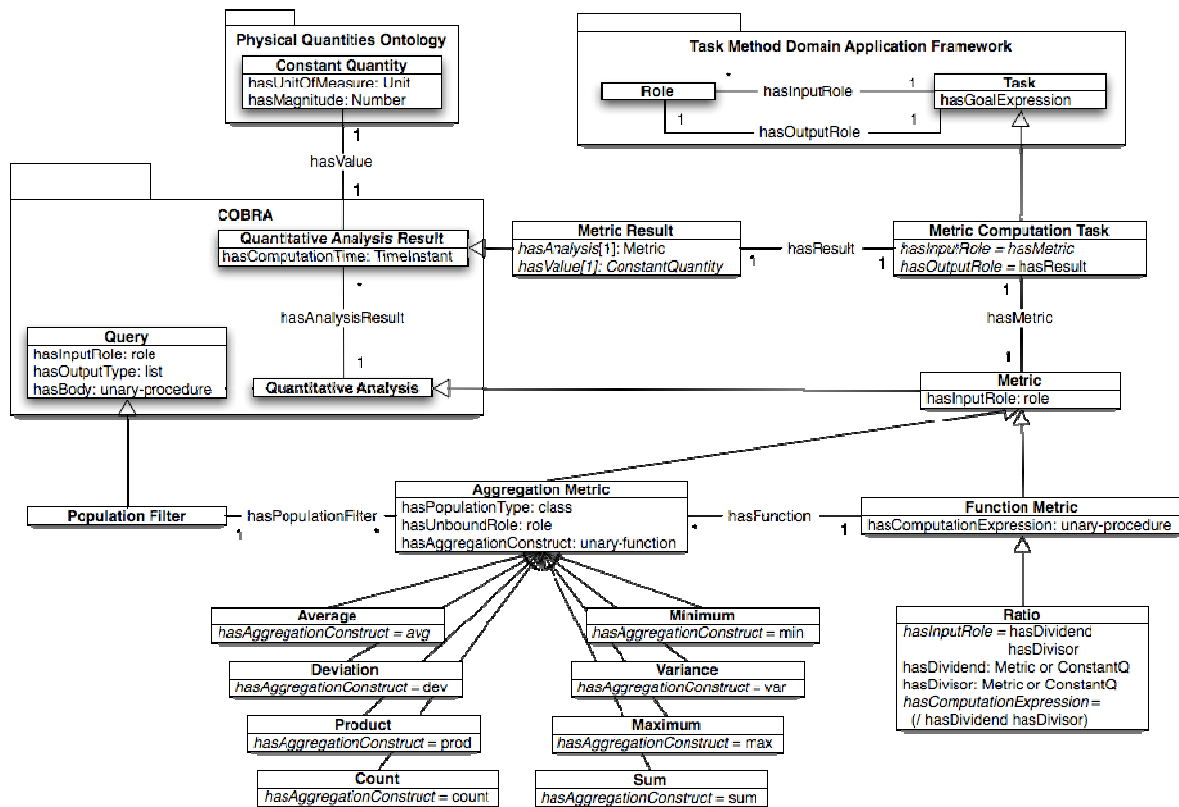 Physical Quantities Ontology
Constant Quantity
hasUnitOfMeasure: Unit
hasMagnitude: Number
1
hasValue
1
Task Method Domain Application Framework
Role
*
hasInputRole
1
Task
hasGoalExpression
1
hasOutputRole
1
COBRA
Quantitative Analysis Result
hasComputationTime: TimeInstant
*
hasAnalysisResult
1
Quantitative Analysis
Query
hasInputRole: role
hasOutputType: list
hasBody: unary-procedure
Metric Result
hasAnalysis[1]: Metric
hasValue[1]: ConstantQuantity
1
hasResult
1
Metric Computation Task
hasInputRole = hasMetric
hasOutputRole = hasResult
1
hasMetric
1
Metric
hasInputRole: role
Population Filter
1
hasPopulationFilter
*
Aggregation Metric
hasPopulationType: class
hasUnboundRole: role
hasAggregationConstruct: unary-function
*
hasFunction
1
Function Metric
hasComputationExpression: unary-procedure
Average
hasAggregationConstruct = avg
Minimum
hasAggregationConstruct = min
Deviation
hasAggregationConstruct = dev
Variance
hasAggregationConstruct = var
Product
hasAggregationConstruct = prod
Maximum
hasAggregationConstruct = max
Count
hasAggregationConstruct = count
Sum
hasAggregationConstruct = sum
Ratio
hasInputRole = hasDividend
hasDivisor
hasDividend: Metric or ConstantQ
hasDivisor: Metric or ConstantQ
hasComputationExpression=
(/ hasDividend hasDivisor)